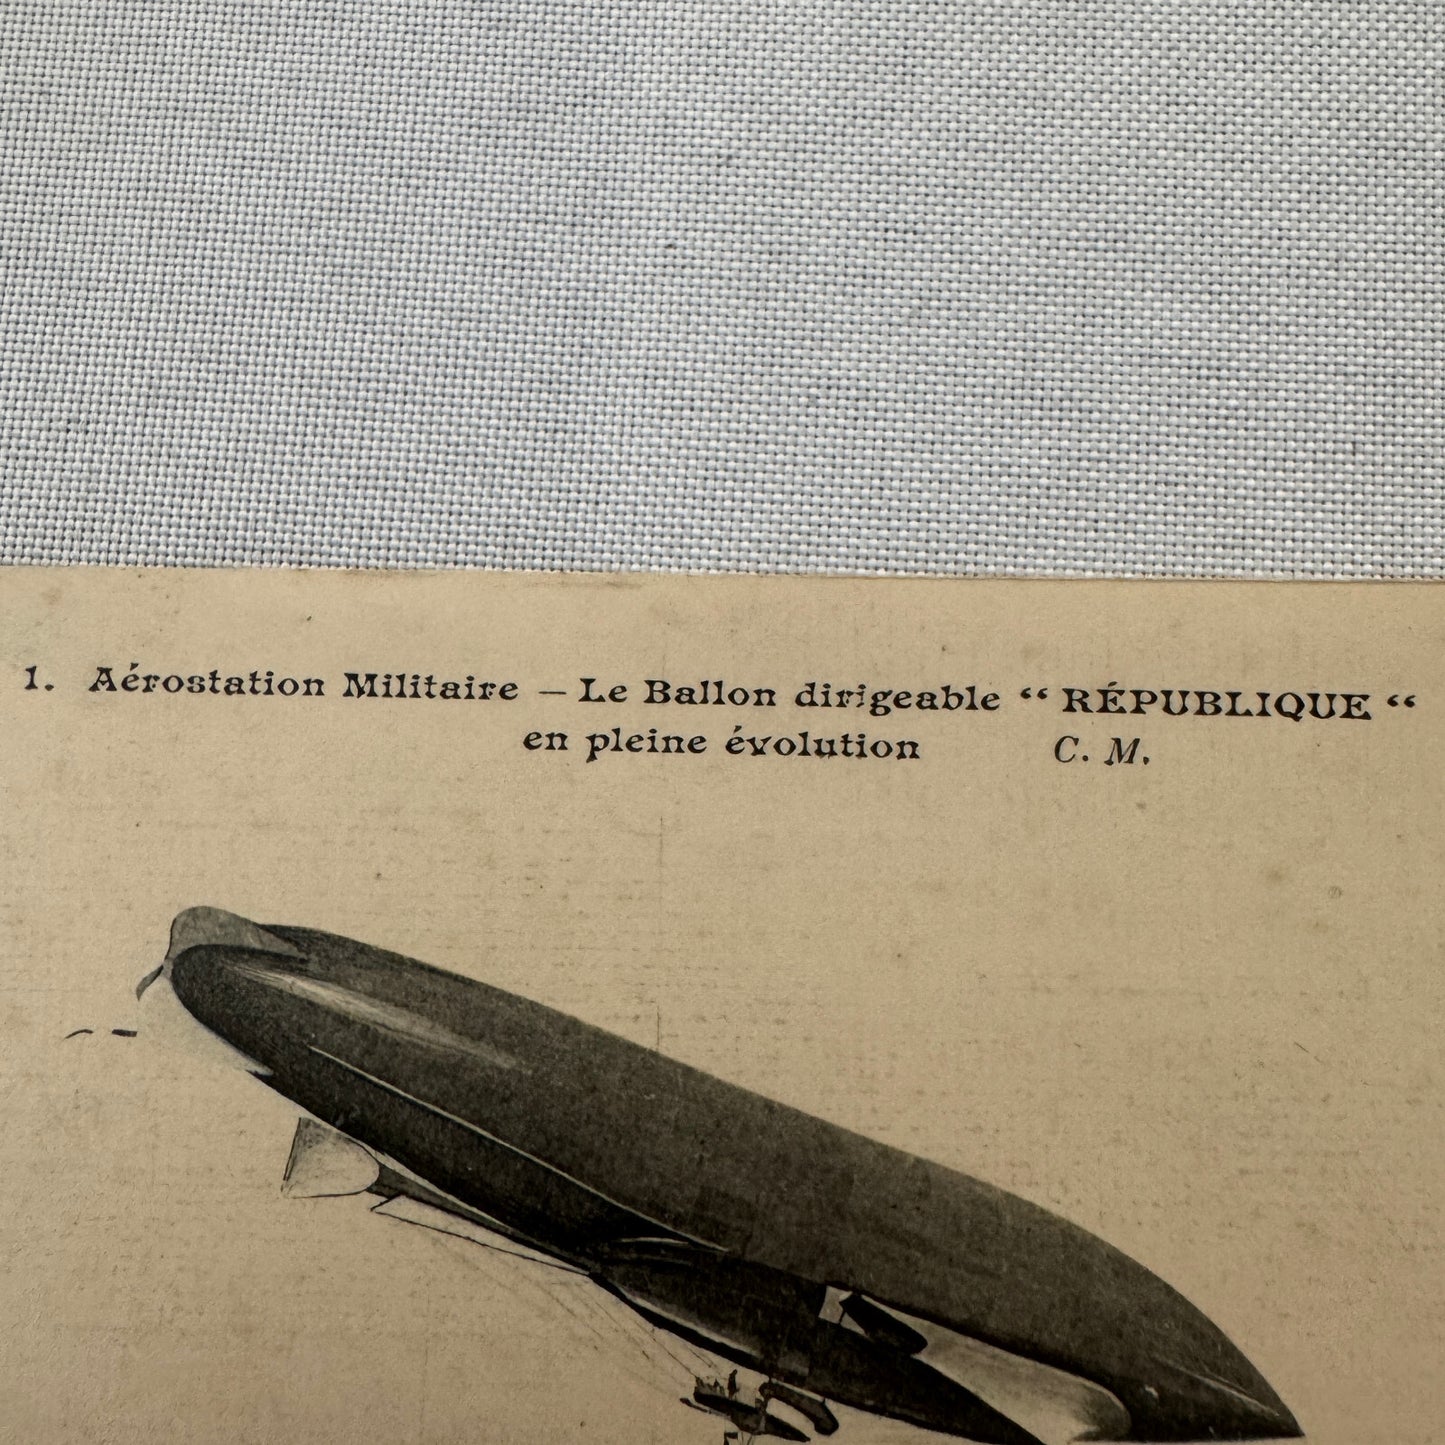 1. Aérostation Militaire – Le Ballon dirigeable “ RÉPUBLIQUE “
en pleine évolution C. M.